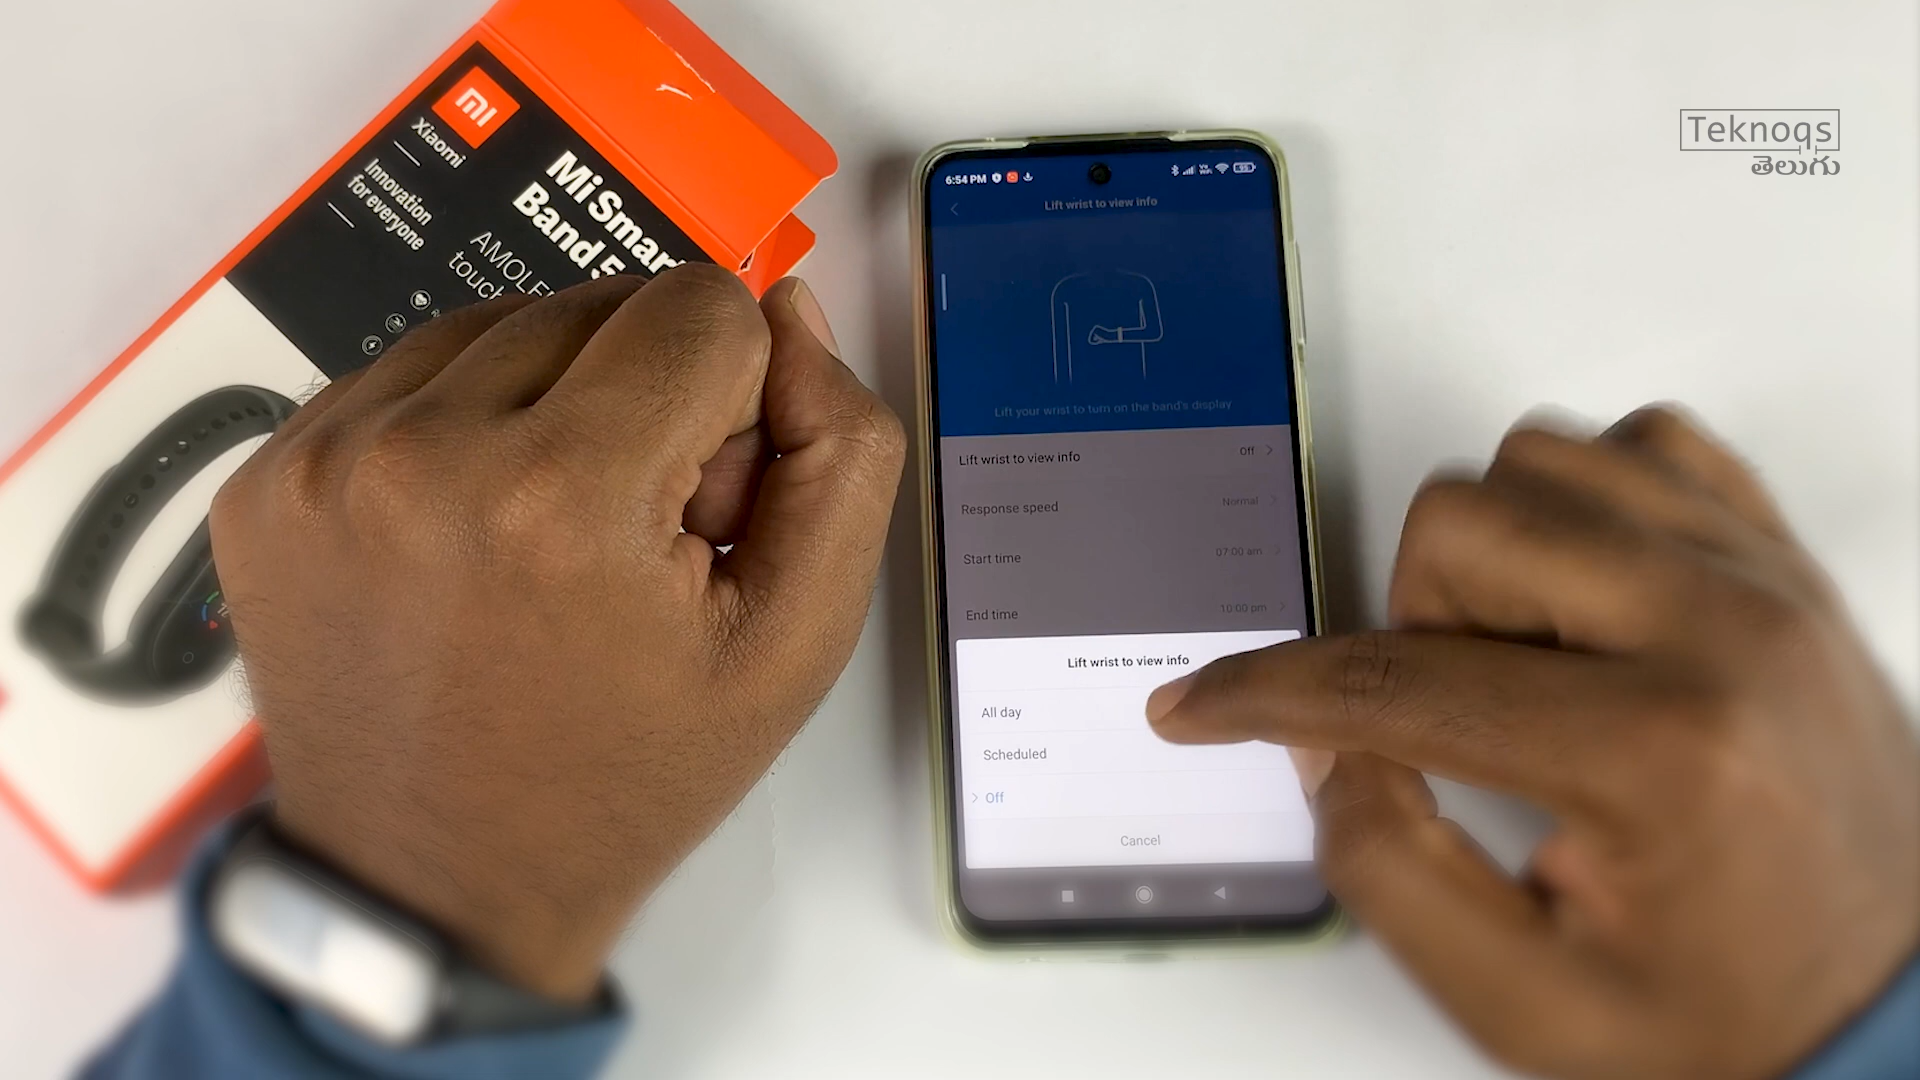 mi
Xiaomi
Innovation
for everyone
Mi Smart
Band 5
AMOLE
touch
Teknoqs
తెలుగు
6:54 PM
Lift wrist to view info
Lift your wrist to turn on the band's display
Lift wrist to view info Off
Response speed Normal
Start time 07:00 am
End time 10:00 pm
Lift wrist to view info
All day
Scheduled
Off
Cancel